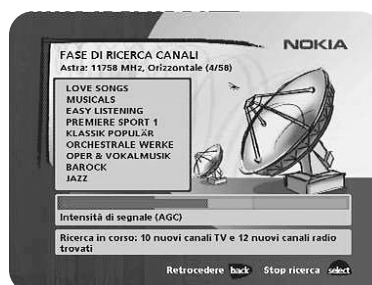 NOKIA
FASE DI RICERCA CANALI
Astra: 11758 MHz, Orizzontale (4/58)
LOVE SONGS
MUSICALS
EASY LISTENING
PREMIERE SPORT 1
KLASSIK POPULÄR
ORCHESTRALE WERKE
OPER & VOKALMUSIK
BAROCK
JAZZ
Intensità di segnale (AGC)
Ricerca in corso: 10 nuovi canali TV e 12 nuovi canali radio
trovati
Retrocedere back Stop ricerca select